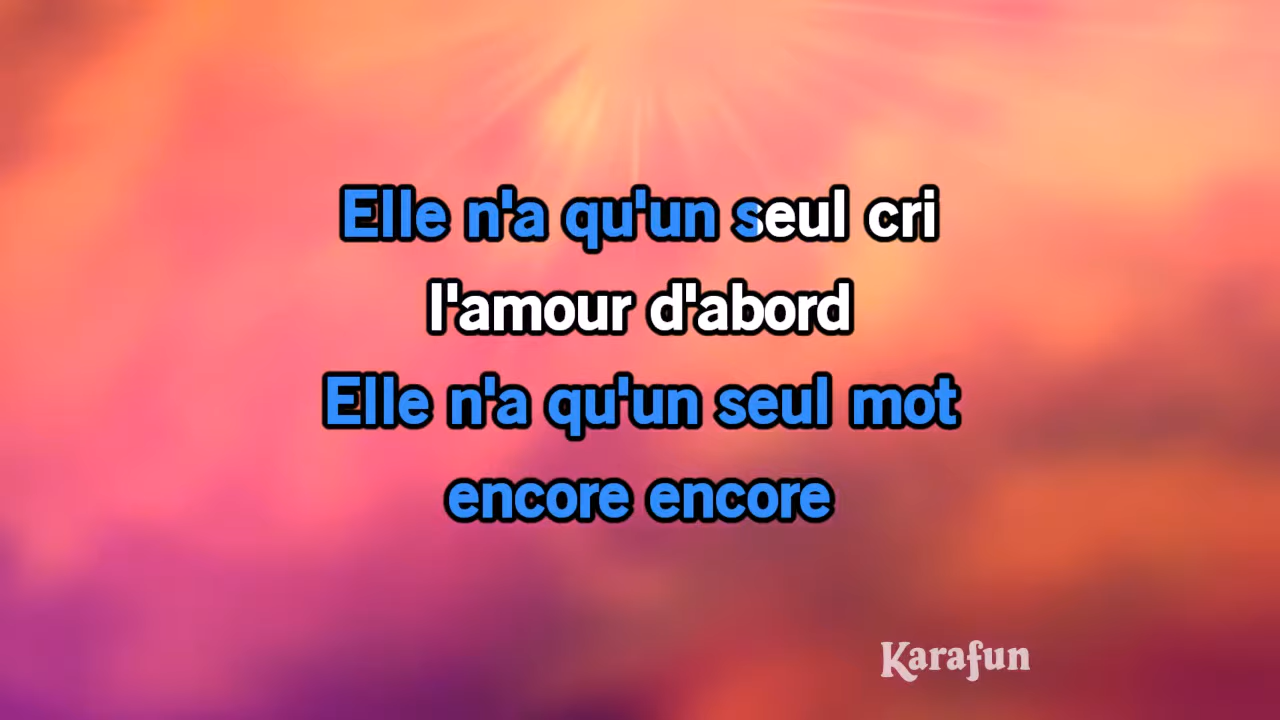 Elle n'a qu'un seul cri
l'amour d'abord
Elle n'a qu'un seul mot
encore encore
Karafun